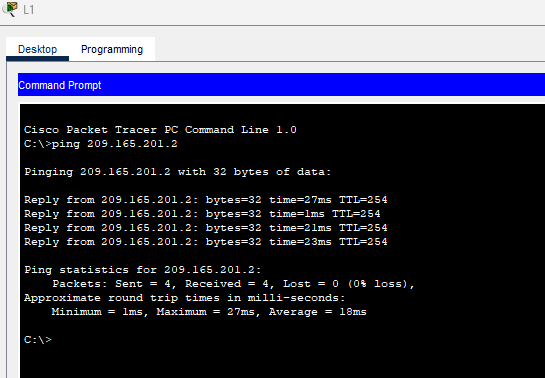 L1
Desktop Programming
Command Prompt
Cisco Packet Tracer PC Command Line 1.0
C:\>ping 209.165.201.2
Pinging 209.165.201.2 with 32 bytes of data:
Reply from 209.165.201.2: bytes=32 time=27ms TTL=254
Reply from 209.165.201.2: bytes=32 time=1ms TTL=254
Reply from 209.165.201.2: bytes=32 time=21ms TTL=254
Reply from 209.165.201.2: bytes=32 time=23ms TTL=254
Ping statistics for 209.165.201.2:
Packets: Sent = 4, Received = 4, Lost = 0 (0% loss),
Approximate round trip times in milli-seconds:
Minimum = 1ms, Maximum = 27ms, Average = 18ms
C:\>